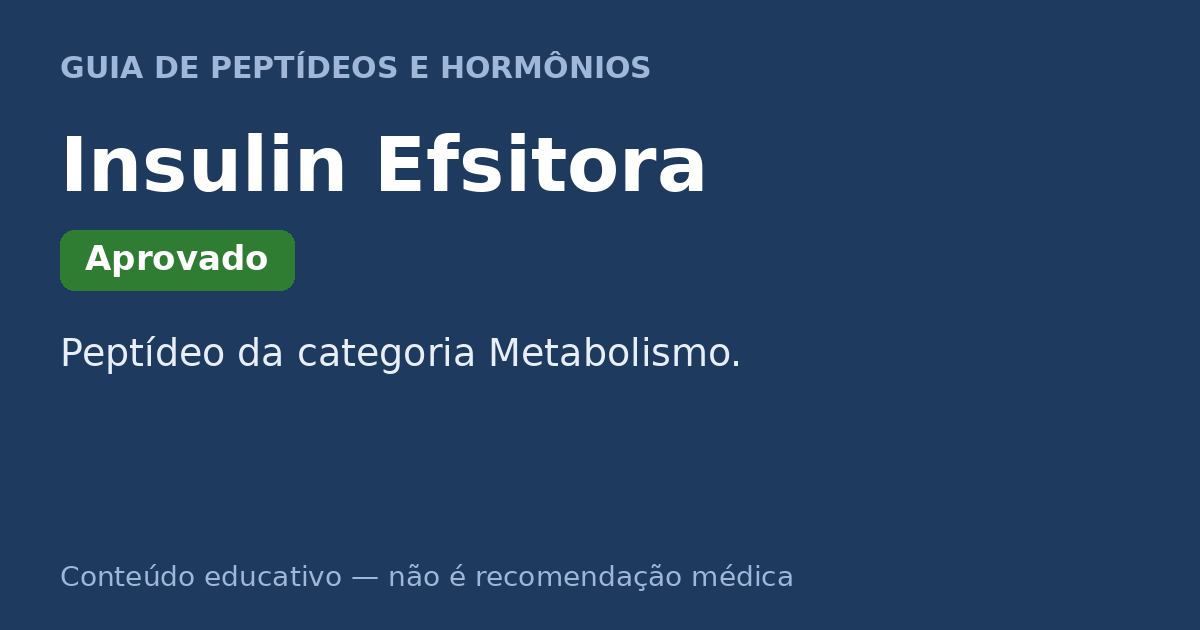 GUIA DE PEPTÍDEOS E HORMÔNIOS
Insulin Efsitora
Aprovado
Peptídeo da categoria Metabolismo.
Conteúdo educativo — não é recomendação médica